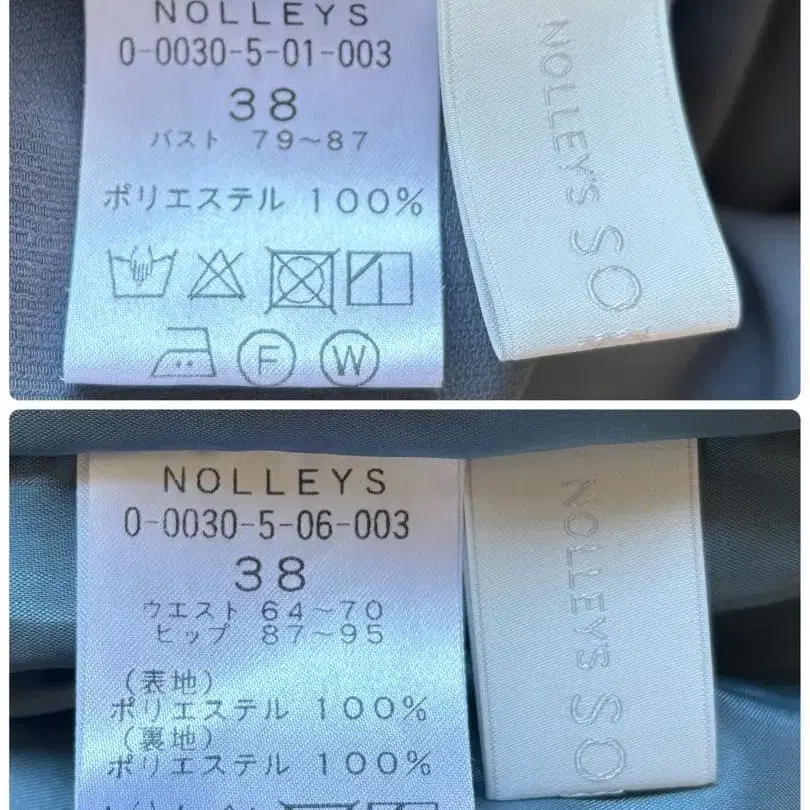 NOLLEYS
0-0030-5-01-003
38
バスト 79~87
ポリエステル 100%
F W
NOLLEY'S SO
NOLLEYS
0-0030-5-06-003
38
ウエスト 64~70
ヒップ 87~95
(表地)
ポリエステル 100%
(裏地)
ポリエステル 100%
NOLLEY'S SO